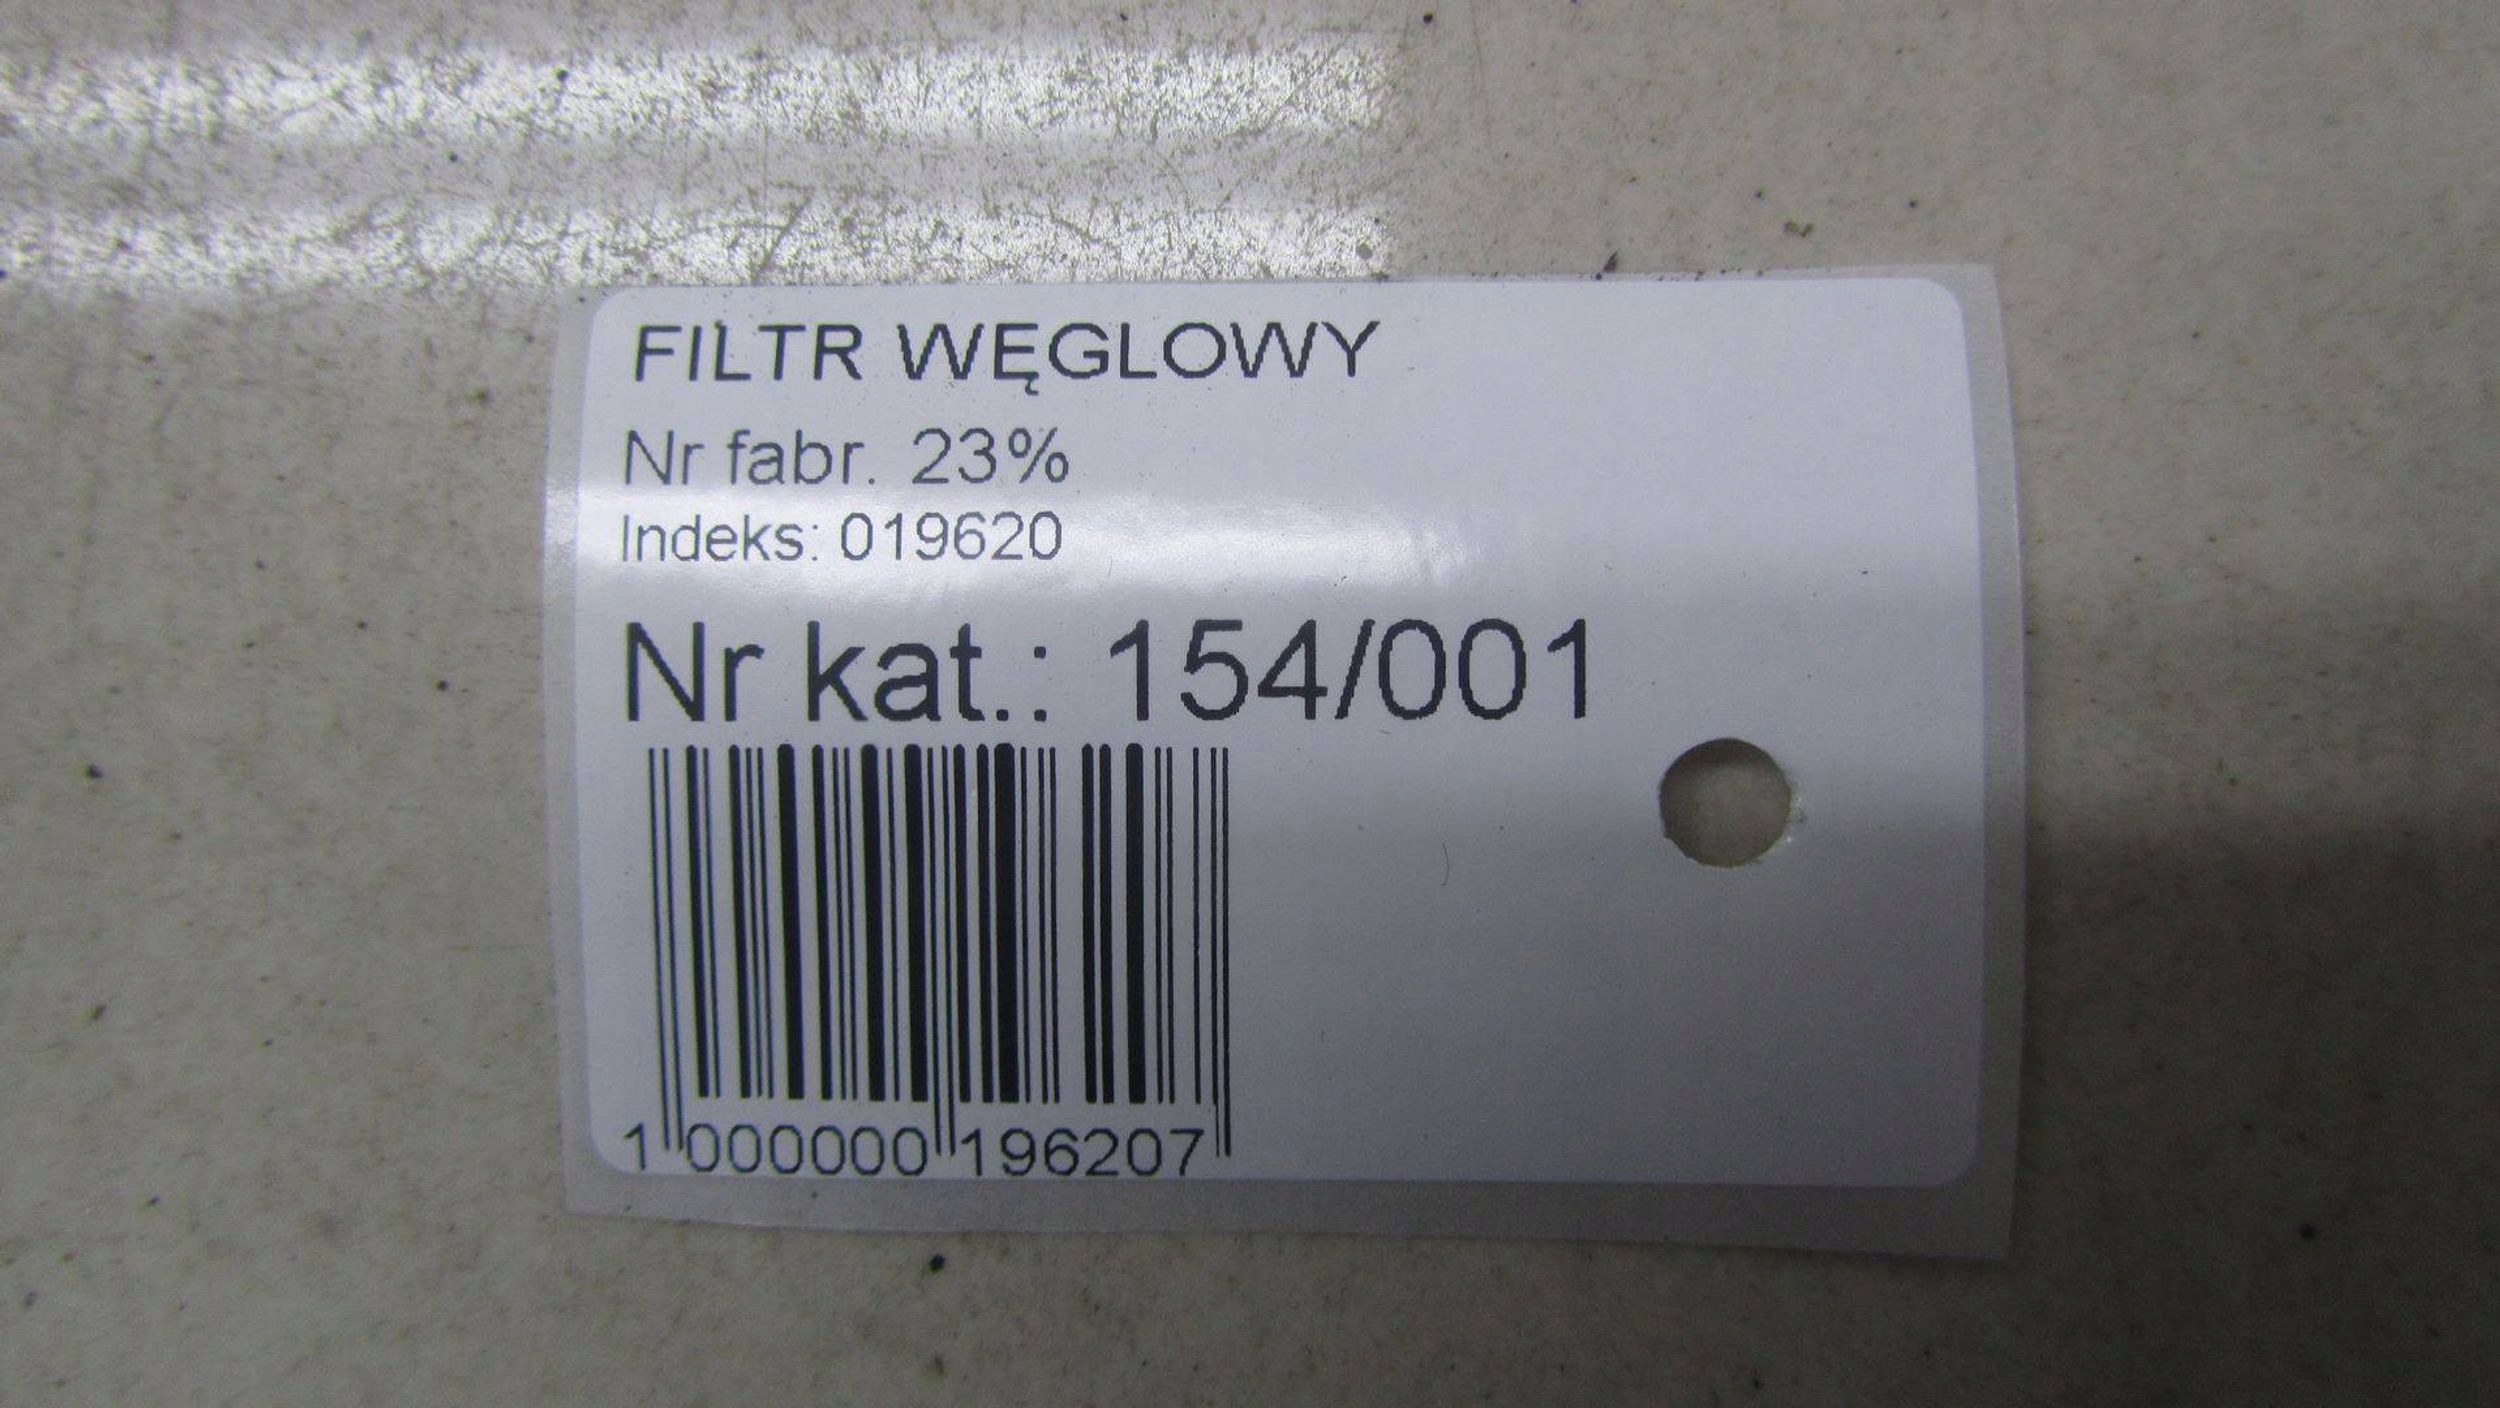 FILTR WĘGLOWY
Nr fabr. 23%
Indeks: 019620
Nr kat.: 154/001
1 000000 196207